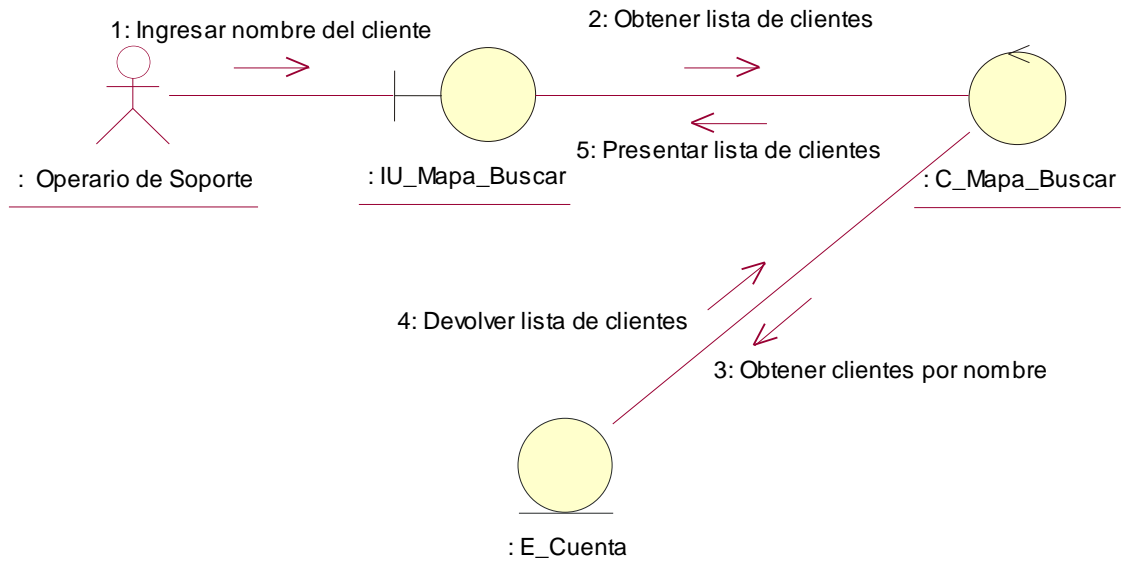 1: Ingresar nombre del cliente
2: Obtener lista de clientes
5: Presentar lista de clientes
: Operario de Soporte
: IU_Mapa_Buscar
: C_Mapa_Buscar
4: Devolver lista de clientes
3: Obtener clientes por nombre
: E_Cuenta